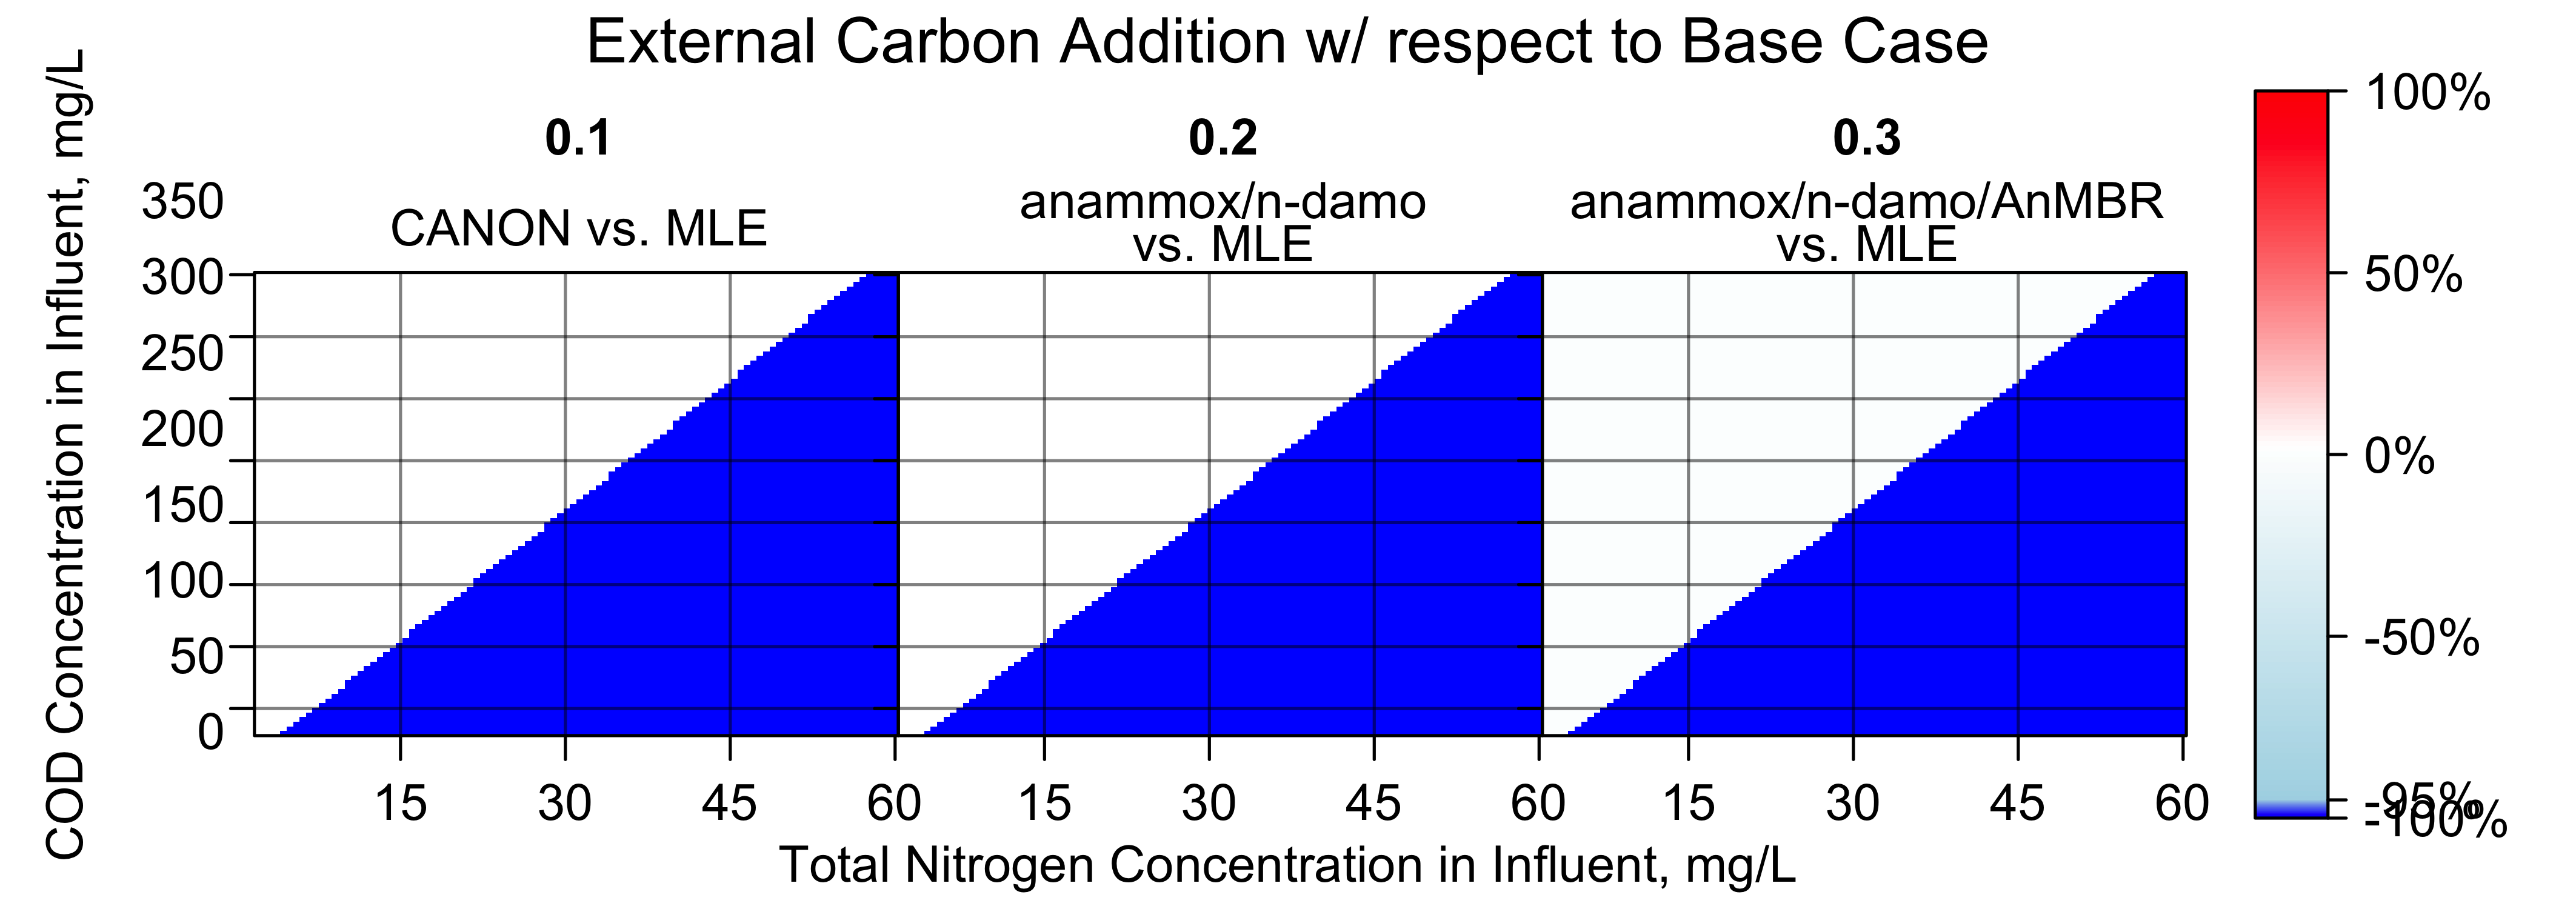 External Carbon Addition w/ respect to Base Case
0.1
0.2
0.3
CANON vs. MLE
anammox/n-damo
vs. MLE
anammox/n-damo/AnMBR
vs. MLE
COD Concentration in Influent, mg/L
350
300
250
200
150
100
50
0
15 30 45 60 15 30 45 60 15 30 45 60
Total Nitrogen Concentration in Influent, mg/L
100%
50%
0%
-50%
-95%
-100%